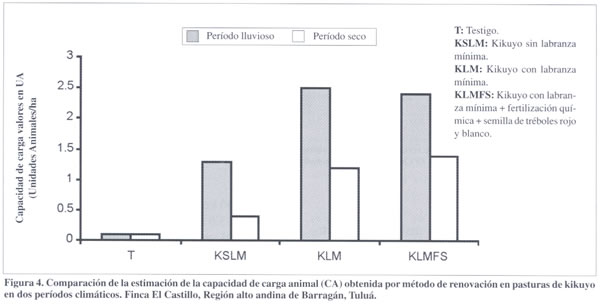 Período lluvioso
Período seco
T: Testigo.
KSLM: Kikuyo sin labranza
mínima.
KLM: Kikuyo con labranza
mínima.
KLMFS: Kikuyo con labran-
za mínima + fertilización quí-
mica + semilla de tréboles rojo
y blanco.
Capacidad de carga valores en UA
(Unidades Animales/ha
3
2.5
2
1.5
1
0.5
0
T
KSLM
KLM
KLMFS
Figura 4. Comparación de la estimación de la capacidad de carga animal (CA) obtenida por método de renovación en pasturas de kikuyo
en dos períodos climáticos. Finca El Castillo, Región alto andina de Barragán, Tuluá.